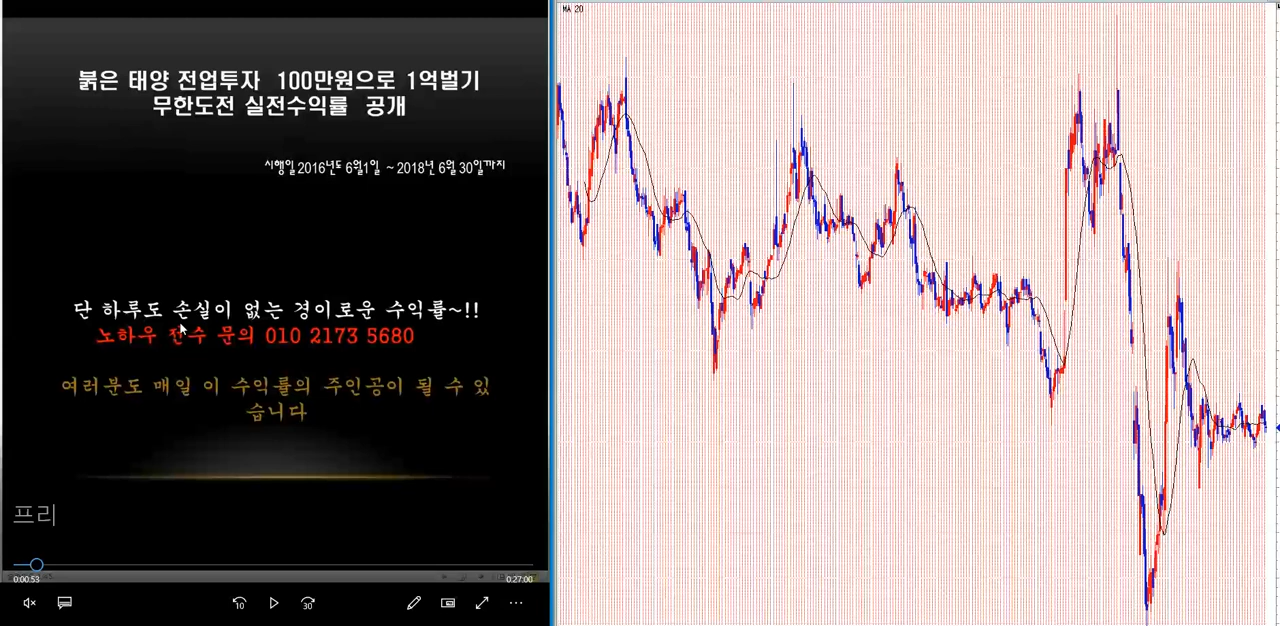 붉은 태양 전업투자 100만원으로 1억벌기
무한도전 실전수익률 공개
시행일 2016년도 6월1일 ~ 2018년 6월 30일까지
단 하루도 손실이 없는 경이로운 수익률~!!
노하우 전수 문의 010 2173 5680
여러분도 매일 이 수익률의 주인공이 될 수 있
습니다
프리
0:00:53
0:27:00
10
30
MA 20